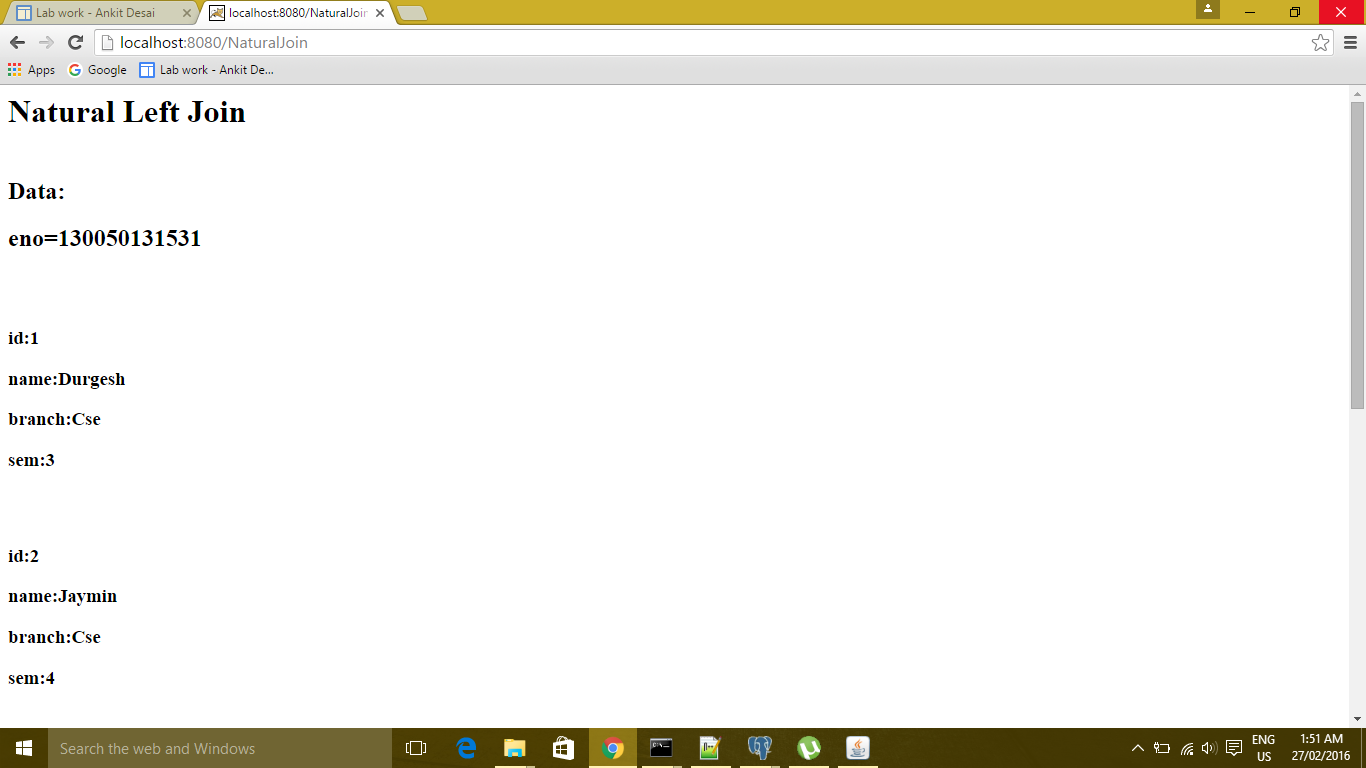 Lab work - Ankit Desai
localhost:8080/NaturalJoin
localhost:8080/NaturalJoin
Apps
Google
Lab work - Ankit De...
Natural Left Join
Data:
eno=130050131531
id:1
name:Durgesh
branch:Cse
sem:3
id:2
name:Jaymin
branch:Cse
sem:4
Search the web and Windows
ENG
US
1:51 AM
27/02/2016